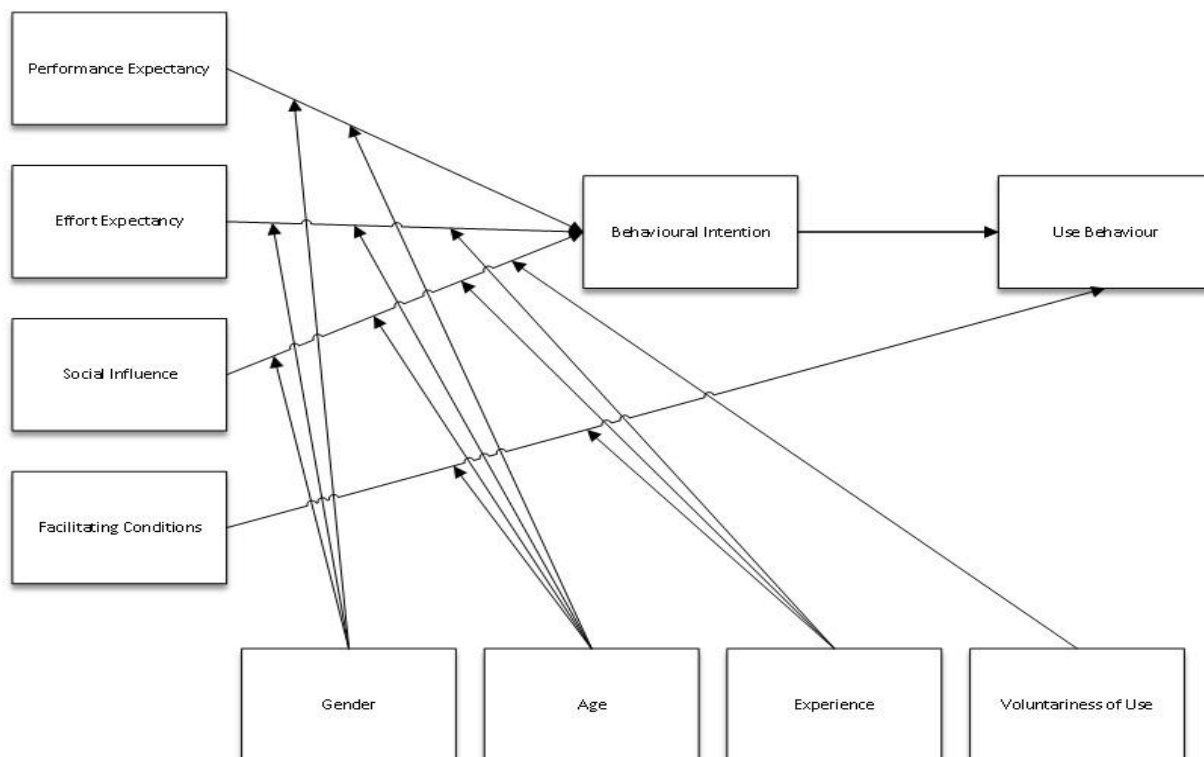 Performance Expectancy
Effort Expectancy
Behavioural Intention
Use Behaviour
Social Influence
Facilitating Conditions
Gender
Age
Experience
Voluntariness of Use